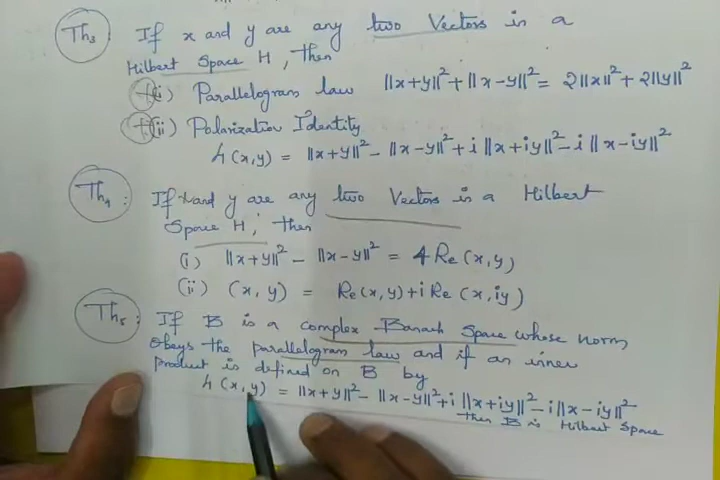 Th₃ If x and y are any two Vectors in a
Hilbert Space H, then
(i) Parallelogram law ||x+y||² + ||x-y||² = 2||x||² + 2||y||²
(ii) Polarization Identity
4(x,y) = ||x+y||² - ||x-y||² + i ||x+iy||² - i ||x-iy||²
Th₄: If x and y are any two Vectors in a Hilbert
Space H, then
(i) ||x+y||² - ||x-y||² = 4 Re(x,y)
(ii) (x,y) = Re(x,y) + i Re(x,iy)
Th₅: If B is a complex Banach Space whose norm
obeys the parallelogram law and if an inner
product is defined on B by
4(x,y) = ||x+y||² - ||x-y||² + i ||x+iy||² - i ||x-iy||²
then B is Hilbert Space